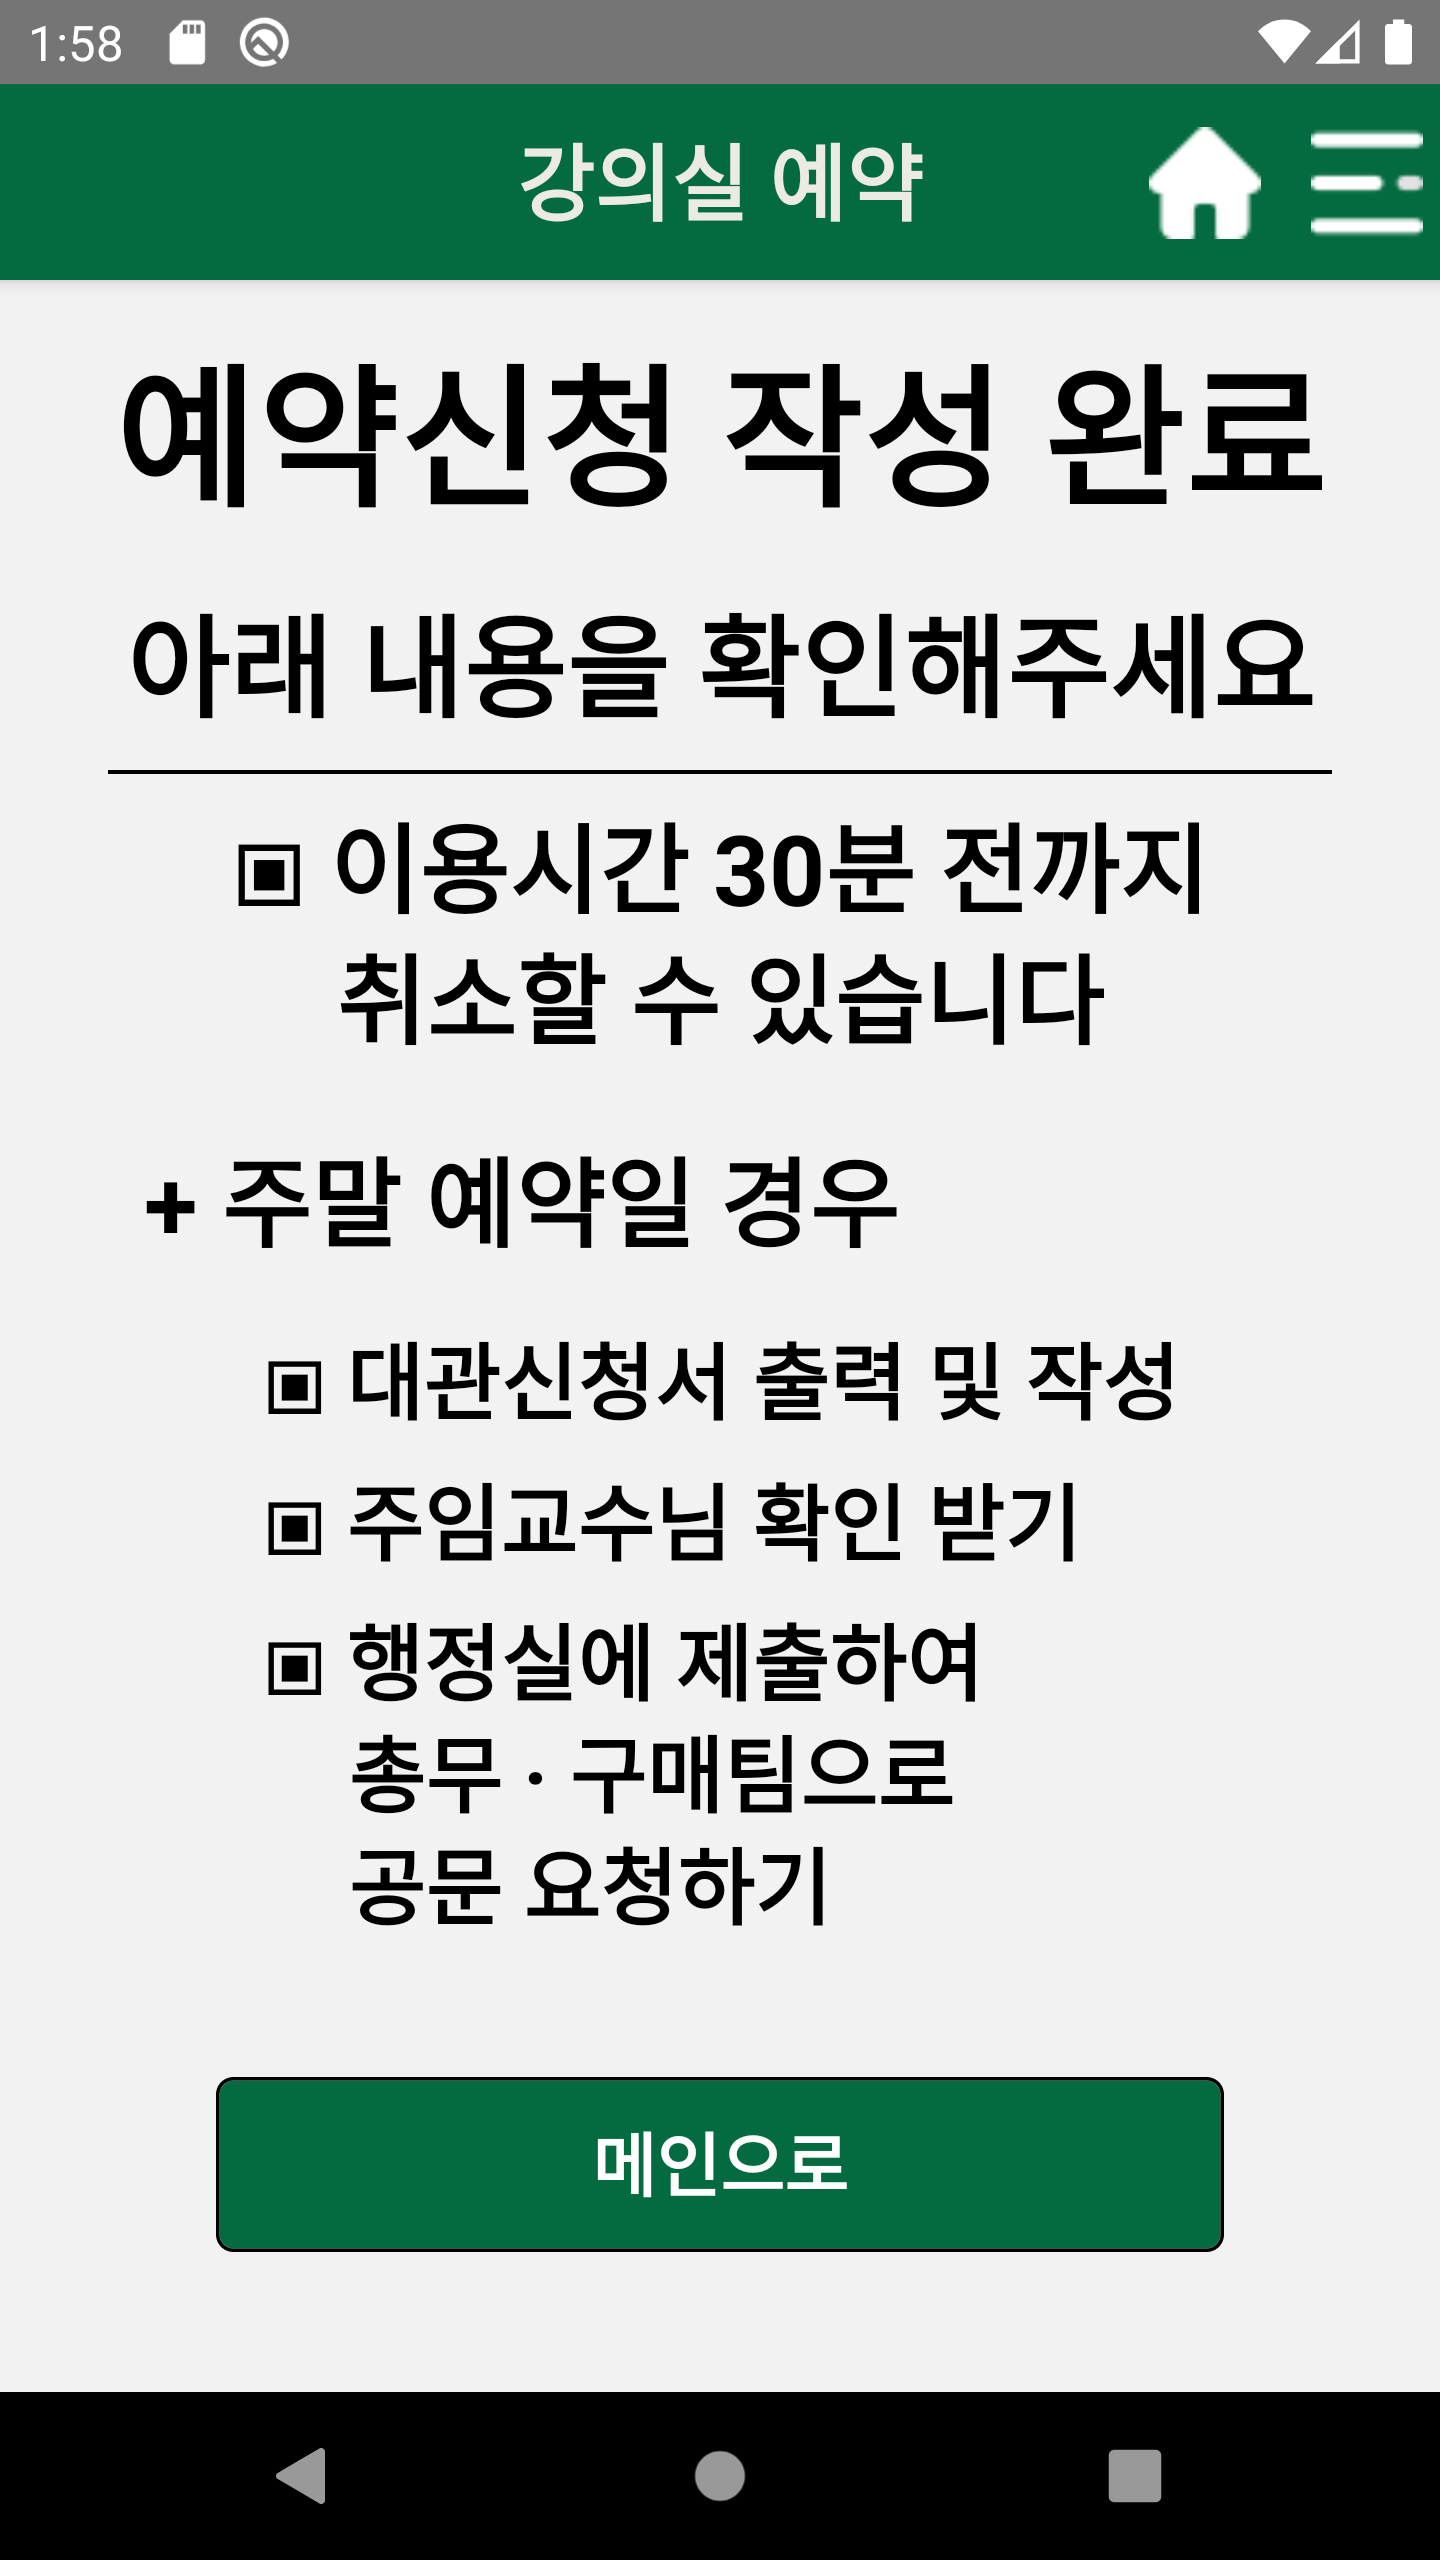 1:58
강의실 예약
예약신청 작성 완료
아래 내용을 확인해주세요
▣ 이용시간 30분 전까지
취소할 수 있습니다
+ 주말 예약일 경우
▣ 대관신청서 출력 및 작성
▣ 주임교수님 확인 받기
▣ 행정실에 제출하여
총무 · 구매팀으로
공문 요청하기
메인으로